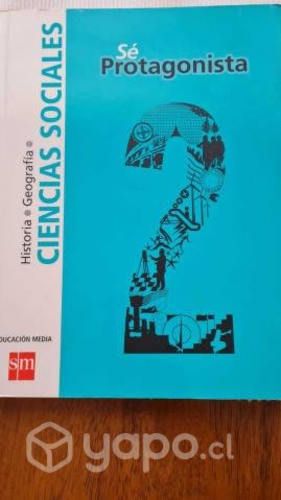 Sé
Protagonista
Historia • Geografía •
CIENCIAS SOCIALES
2
EDUCACIÓN MEDIA
sm
yapo.cl